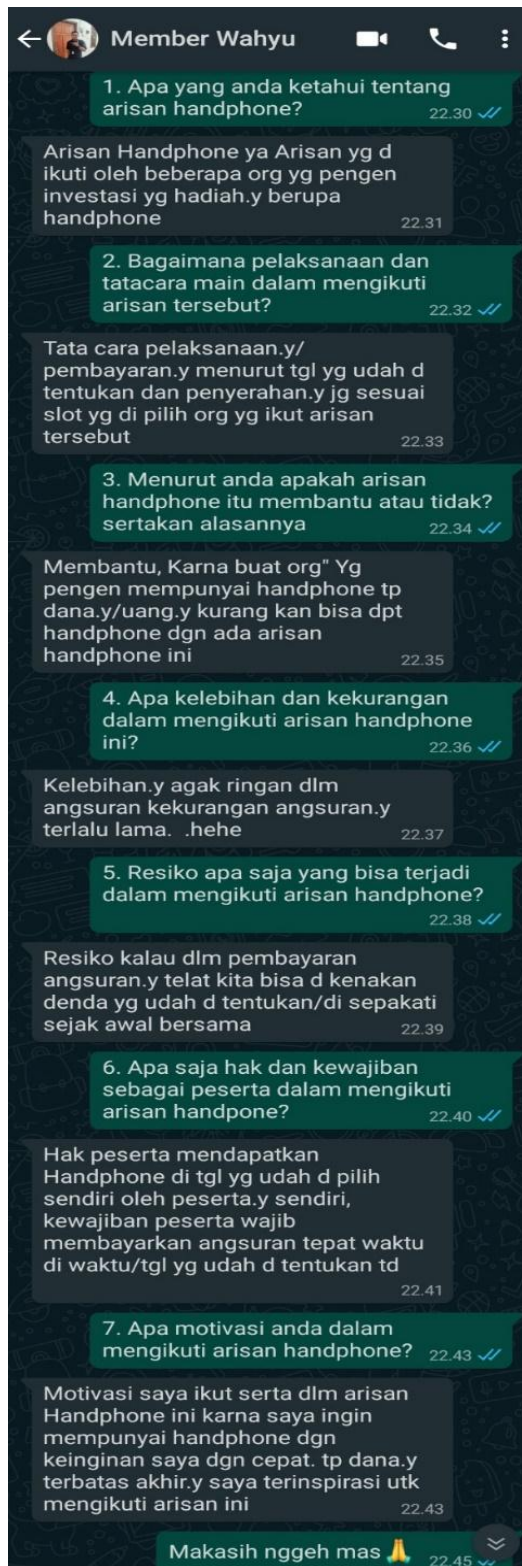 Member Wahyu
1. Apa yang anda ketahui tentang
arisan handphone?
22.30
Arisan Handphone ya Arisan yg d
ikuti oleh beberapa org yg pengen
investasi yg hadiah.y berupa
handphone
22.31
2. Bagaimana pelaksanaan dan
tatacara main dalam mengikuti
arisan tersebut?
22.32
Tata cara pelaksanaan.y/
pembayaran.y menurut tgl yg udah d
tentukan dan penyerahan.y jg sesuai
slot yg di pilih org yg ikut arisan
tersebut
22.33
3. Menurut anda apakah arisan
handphone itu membantu atau tidak?
sertakan alasannya
22.34
Membantu, Karna buat org" Yg
pengen mempunyai handphone tp
dana.y/uang.y kurang kan bisa dpt
handphone dgn ada arisan
handphone ini
22.35
4. Apa kelebihan dan kekurangan
dalam mengikuti arisan handphone
ini?
22.36
Kelebihan.y agak ringan dlm
angsuran kekurangan angsuran.y
terlalu lama. .hehe
22.37
5. Resiko apa saja yang bisa terjadi
dalam mengikuti arisan handphone?
22.38
Resiko kalau dlm pembayaran
angsuran.y telat kita bisa d kenakan
denda yg udah d tentukan/di sepakati
sejak awal bersama
22.39
6. Apa saja hak dan kewajiban
sebagai peserta dalam mengikuti
arisan handpone?
22.40
Hak peserta mendapatkan
Handphone di tgl yg udah d pilih
sendiri oleh peserta.y sendiri,
kewajiban peserta wajib
membayarkan angsuran tepat waktu
di waktu/tgl yg udah d tentukan td
22.41
7. Apa motivasi anda dalam
mengikuti arisan handphone?
22.43
Motivasi saya ikut serta dlm arisan
Handphone ini karna saya ingin
mempunyai handphone dgn
keinginan saya dgn cepat. tp dana.y
terbatas akhir.y saya terinspirasi utk
mengikuti arisan ini
22.43
Makasih nggeh mas 🙏
22.45